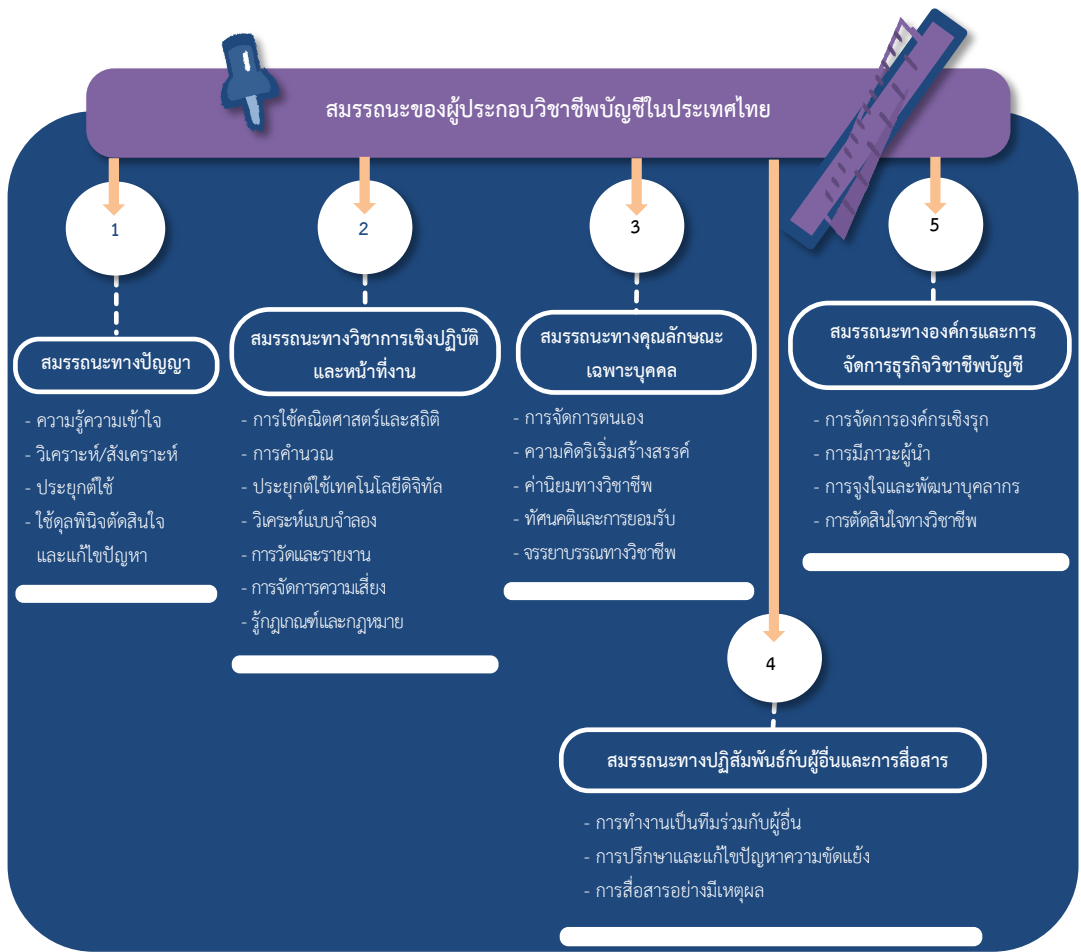 สมรรถนะของผู้ประกอบวิชาชีพบัญชีในประเทศไทย
1
สมรรถนะทางปัญญา
- ความรู้ความเข้าใจ
- วิเคราะห์/สังเคราะห์
- ประยุกต์ใช้
- ใช้ดุลพินิจตัดสินใจ
และแก้ไขปัญหา
2
สมรรถนะทางวิชาการเชิงปฏิบัติ
และหน้าที่งาน
- การใช้คณิตศาสตร์และสถิติ
- การคำนวณ
- ประยุกต์ใช้เทคโนโลยีดิจิทัล
- วิเคระห์แบบจำลอง
- การวัดและรายงาน
- การจัดการความเสี่ยง
- รู้กฎเกณฑ์และกฎหมาย
3
สมรรถนะทางคุณลักษณะ
เฉพาะบุคคล
- การจัดการตนเอง
- ความคิดริเริ่มสร้างสรรค์
- ค่านิยมทางวิชาชีพ
- ทัศนคติและการยอมรับ
- จรรยาบรรณทางวิชาชีพ
4
สมรรถนะทางปฏิสัมพันธ์กับผู้อื่นและการสื่อสาร
- การทำงานเป็นทีมร่วมกับผู้อื่น
- การปรึกษาและแก้ไขปัญหาความขัดแย้ง
- การสื่อสารอย่างมีเหตุผล
5
สมรรถนะทางองค์กรและการ
จัดการธุรกิจวิชาชีพบัญชี
- การจัดการองค์กรเชิงรุก
- การมีภาวะผู้นำ
- การจูงใจและพัฒนาบุคลากร
- การตัดสินใจทางวิชาชีพ